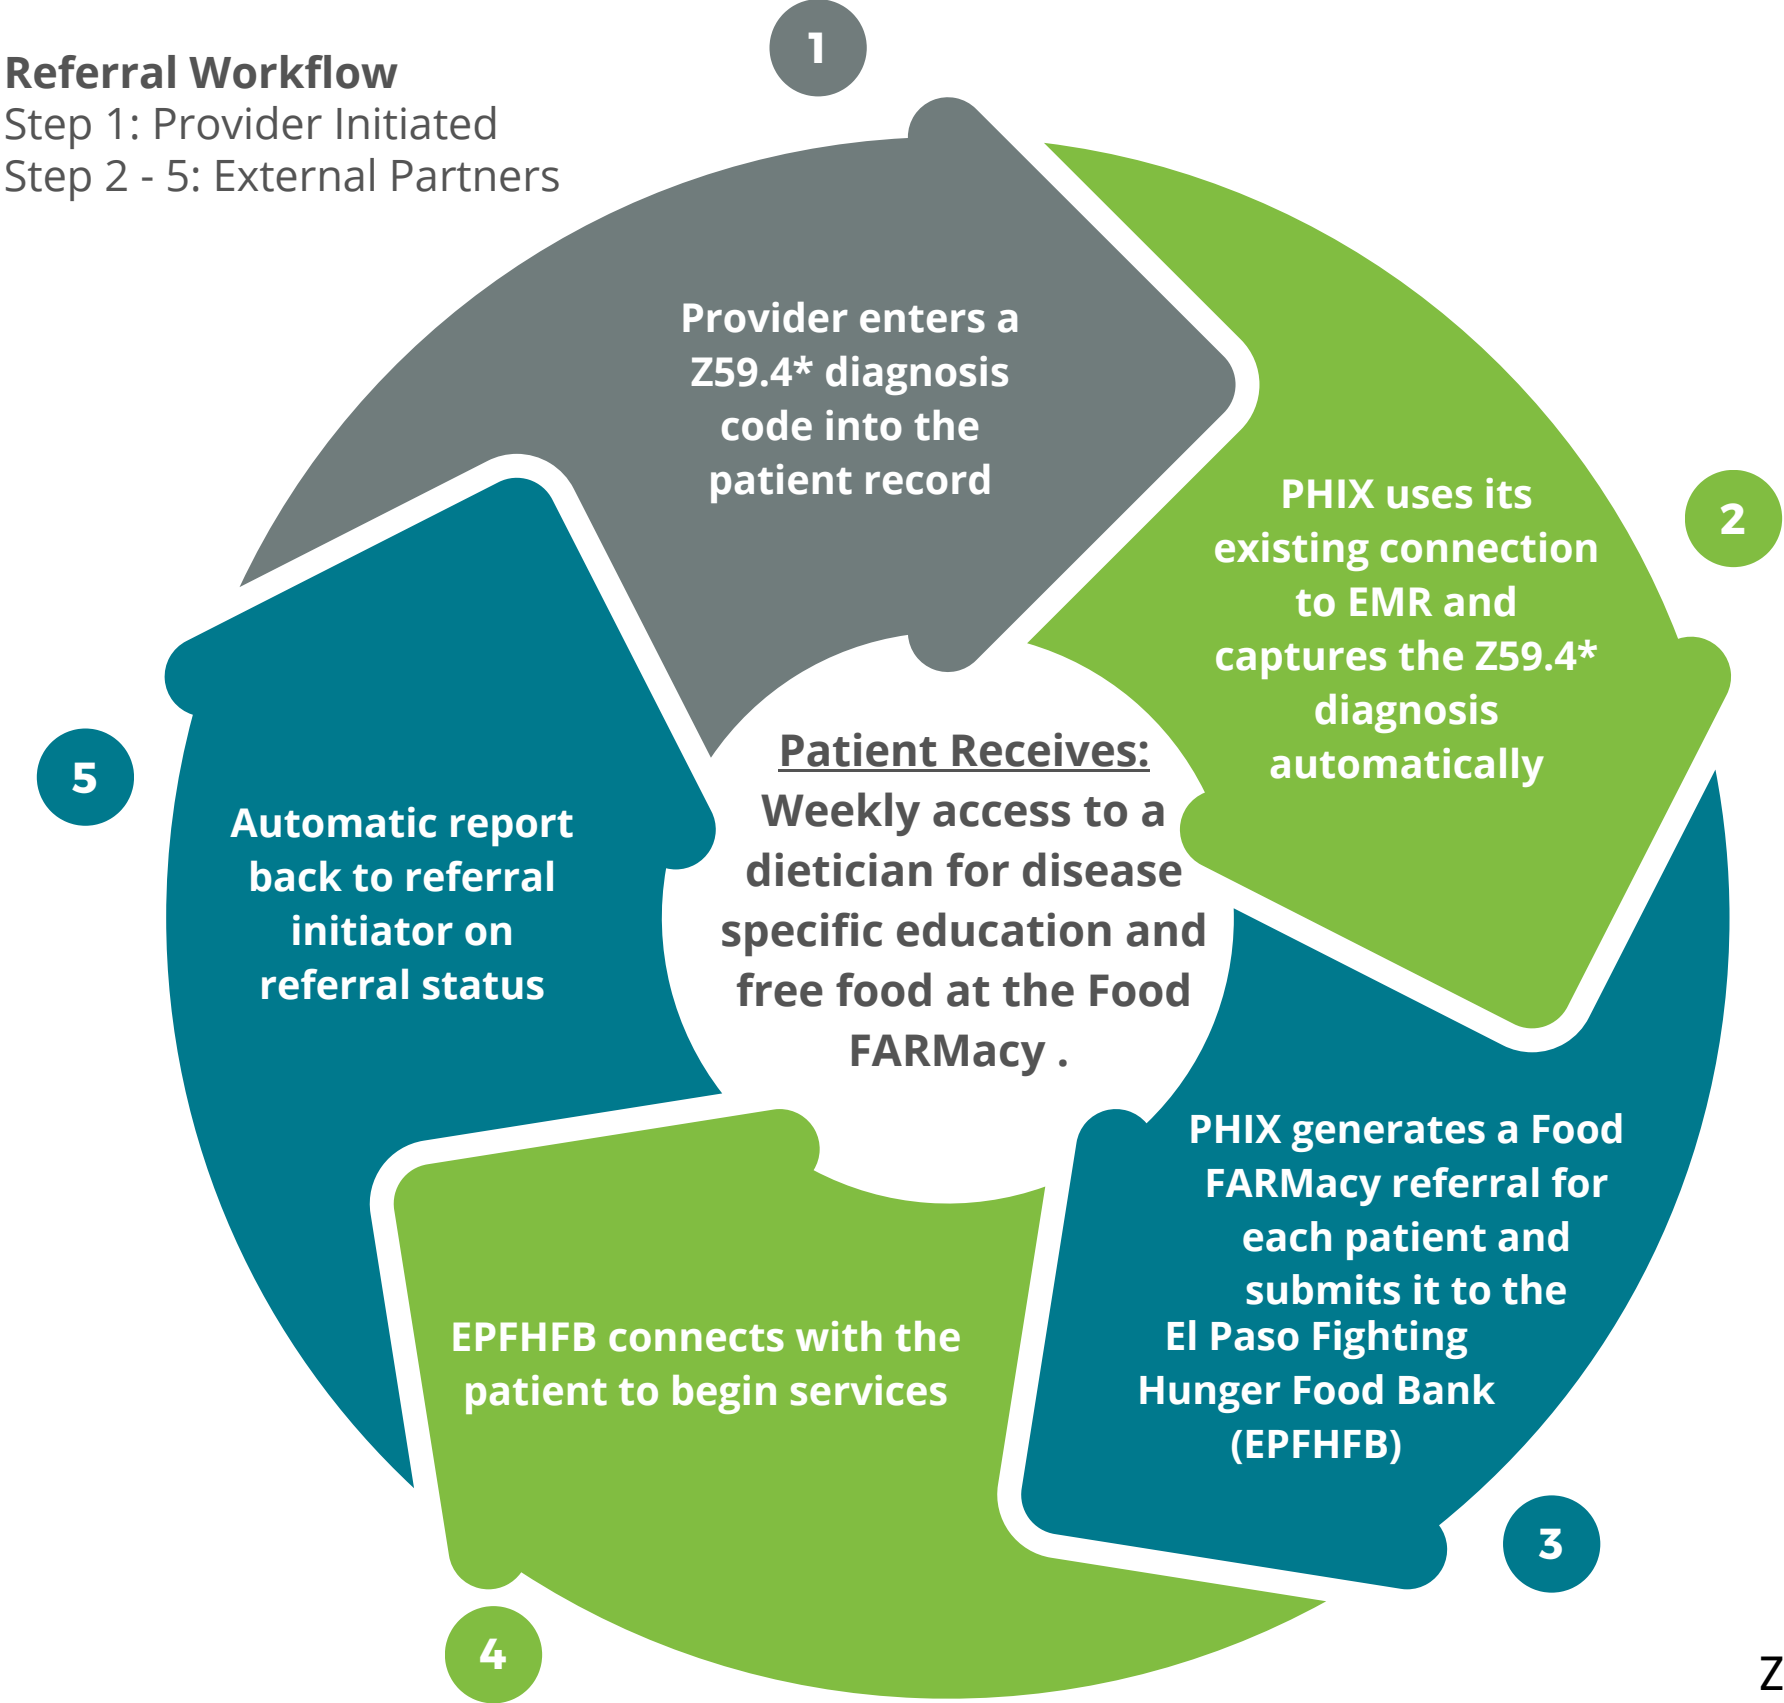 Referral Workflow
Step 1: Provider Initiated
Step 2 - 5: External Partners
1
Provider enters a
Z59.4* diagnosis
code into the
patient record
2
PHIX uses its
existing connection
to EMR and
captures the Z59.4*
diagnosis
automatically
3
PHIX generates a Food
FARMacy referral for
each patient and
submits it to the
El Paso Fighting
Hunger Food Bank
(EPFHFB)
4
EPFHFB connects with the
patient to begin services
5
Automatic report
back to referral
initiator on
referral status
Patient Receives:
Weekly access to a
dietician for disease
specific education and
free food at the Food
FARMacy .
Z